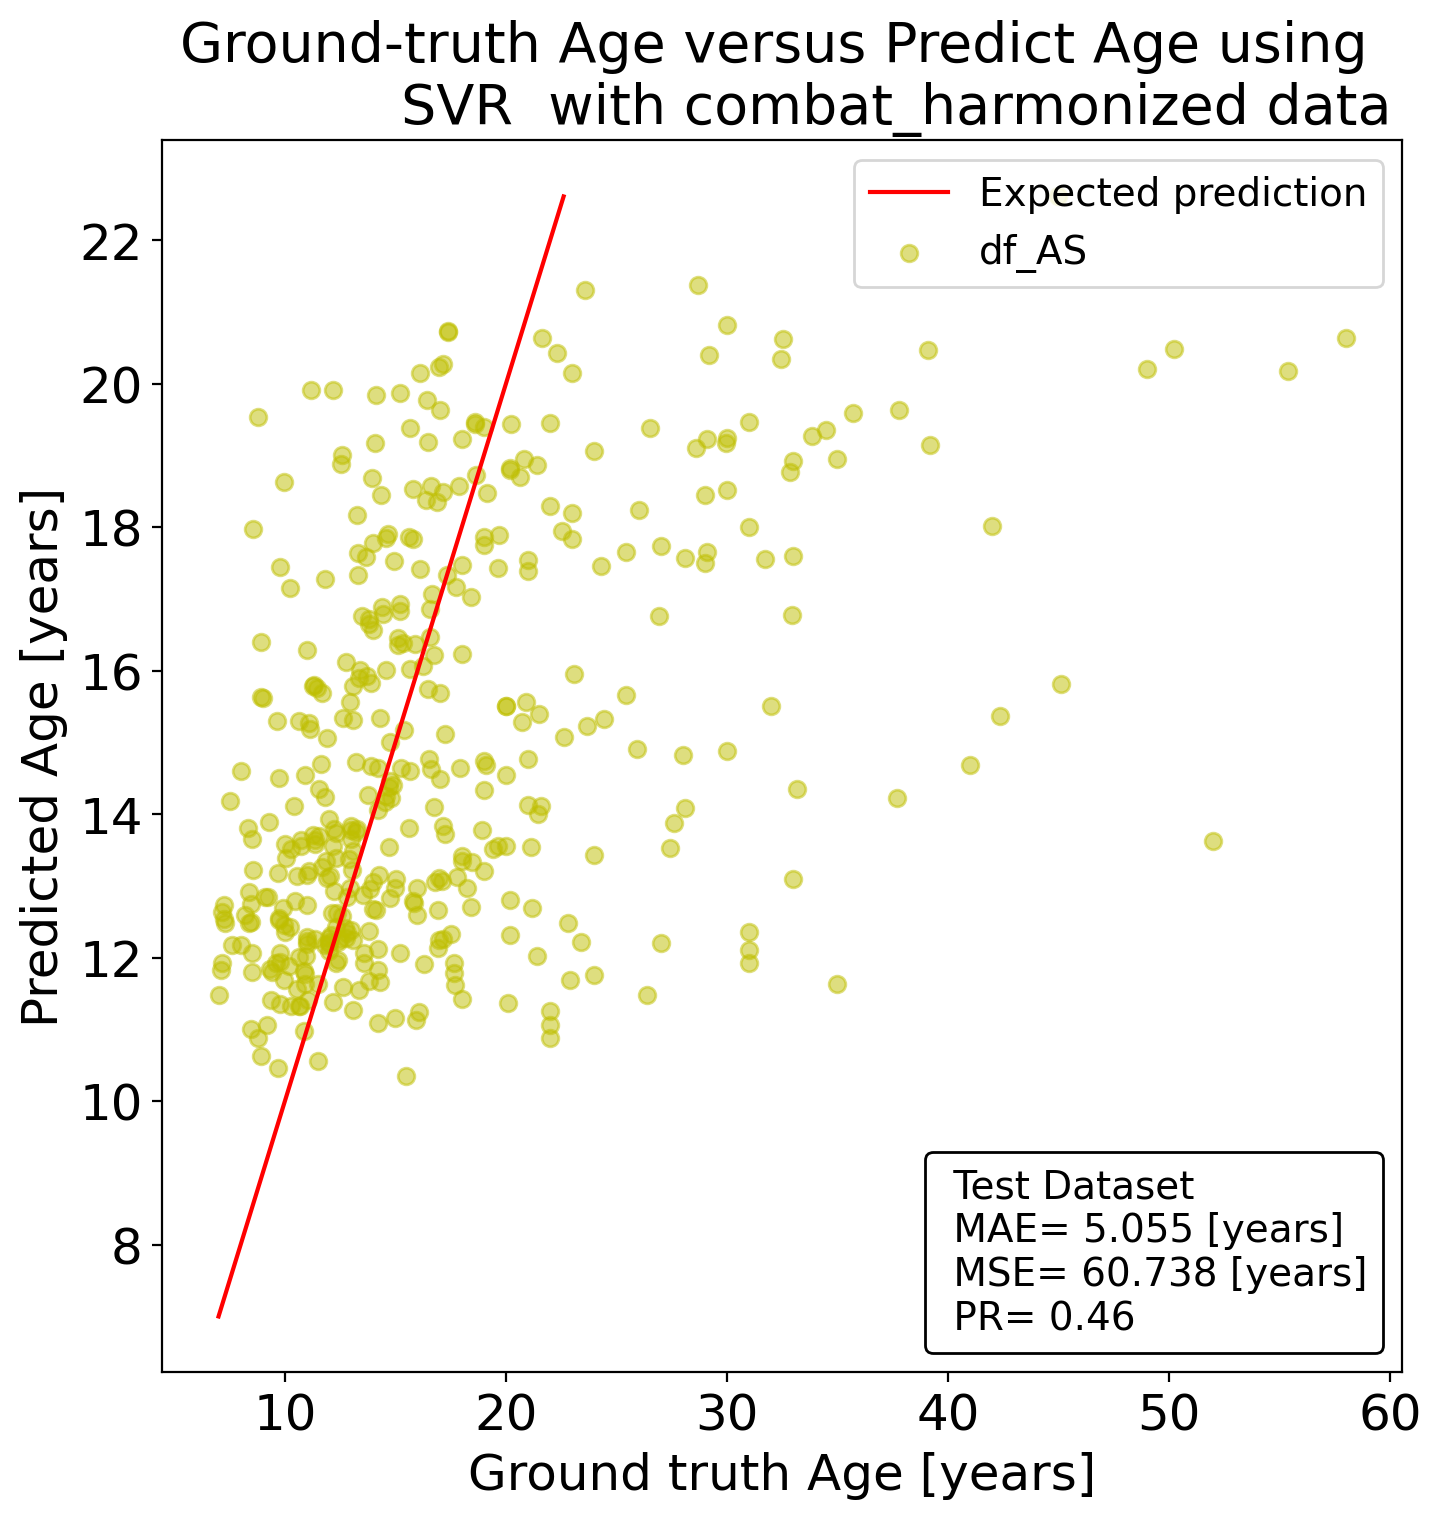 Ground-truth Age versus Predict Age using
SVR  with combat_harmonized data
Expected prediction
df_AS
22
20
18
16
14
12
10
8
Predicted Age [years]
Test Dataset
MAE= 5.055 [years]
MSE= 60.738 [years]
PR= 0.46
10 20 30 40 50 60
Ground truth Age [years]